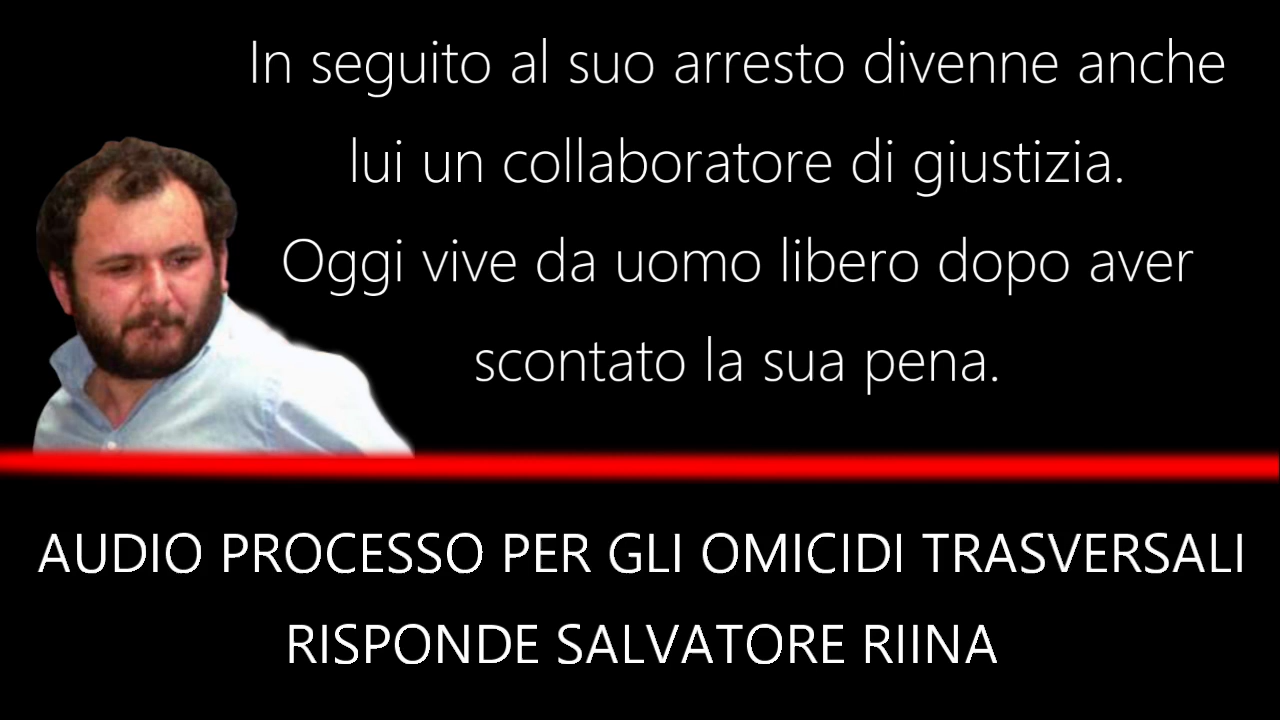 In seguito al suo arresto divenne anche
lui un collaboratore di giustizia.
Oggi vive da uomo libero dopo aver
scontato la sua pena.
AUDIO PROCESSO PER GLI OMICIDI TRASVERSALI
RISPONDE SALVATORE RIINA